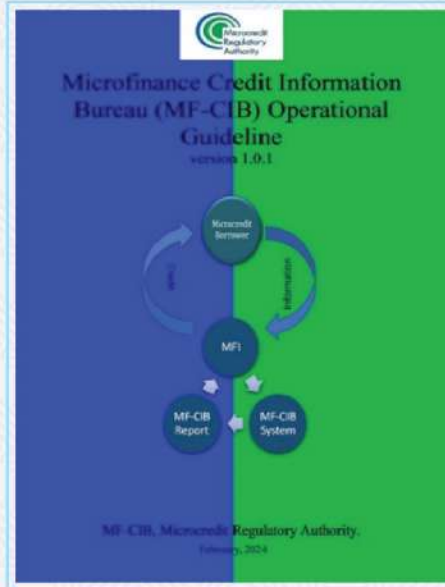 Microcredit
Regulatory
Authority
Microfinance Credit Information
Bureau (MF-CIB) Operational
Guideline
version 1.0.1
Microcredit
Borrower
Credit
Information
MFI
MF-CIB
Report
MF-CIB
System
MF-CIB, Microcredit Regulatory Authority.
February, 2024